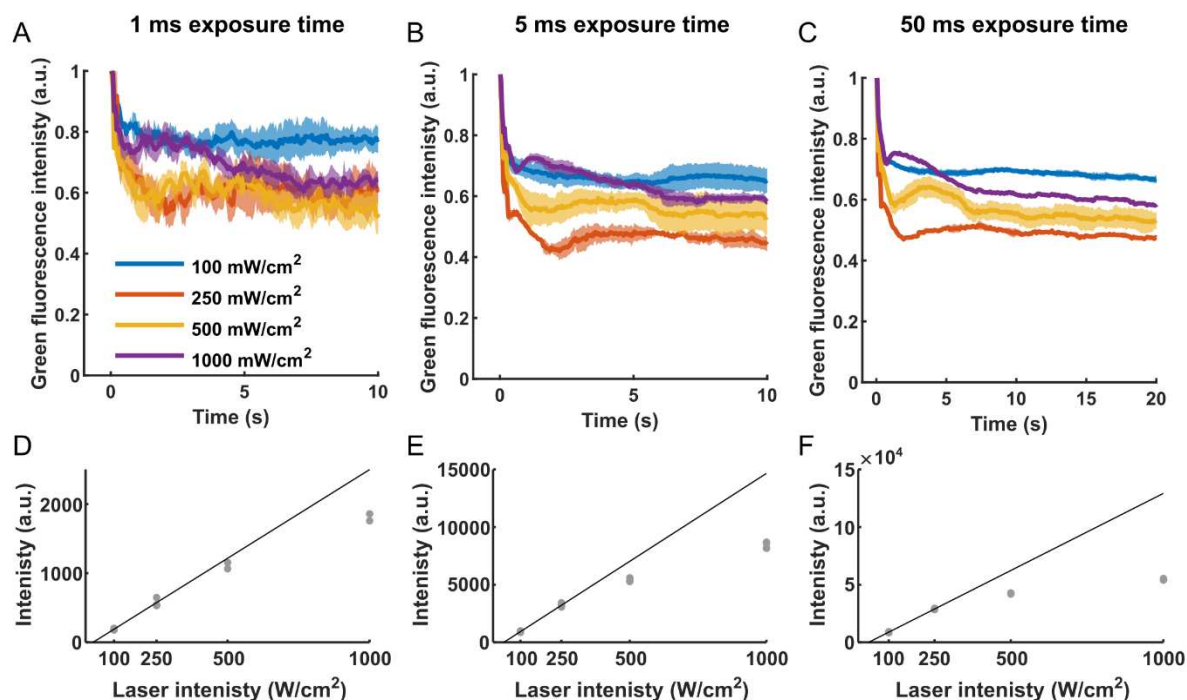 A
1 ms exposure time
Green fluorescence intenisty (a.u.)
1
0.8
0.6
0.4
0.2
0
100 mW/cm²
250 mW/cm²
500 mW/cm²
1000 mW/cm²
0 5 10
Time (s)
B
5 ms exposure time
Green fluorescence intenisty (a.u.)
1
0.8
0.6
0.4
0.2
0
0 5 10
Time (s)
C
50 ms exposure time
Green fluorescence intenisty (a.u.)
1
0.8
0.6
0.4
0.2
0
0 5 10 15 20
Time (s)
D
Intenisty (a.u.)
2000
1000
0
100 250 500 1000
Laser intenisty (W/cm²)
E
Intenisty (a.u.)
15000
10000
5000
0
100 250 500 1000
Laser intenisty (W/cm²)
F
×10⁴
Intenisty (a.u.)
15
10
5
0
100 250 500 1000
Laser intenisty (W/cm²)